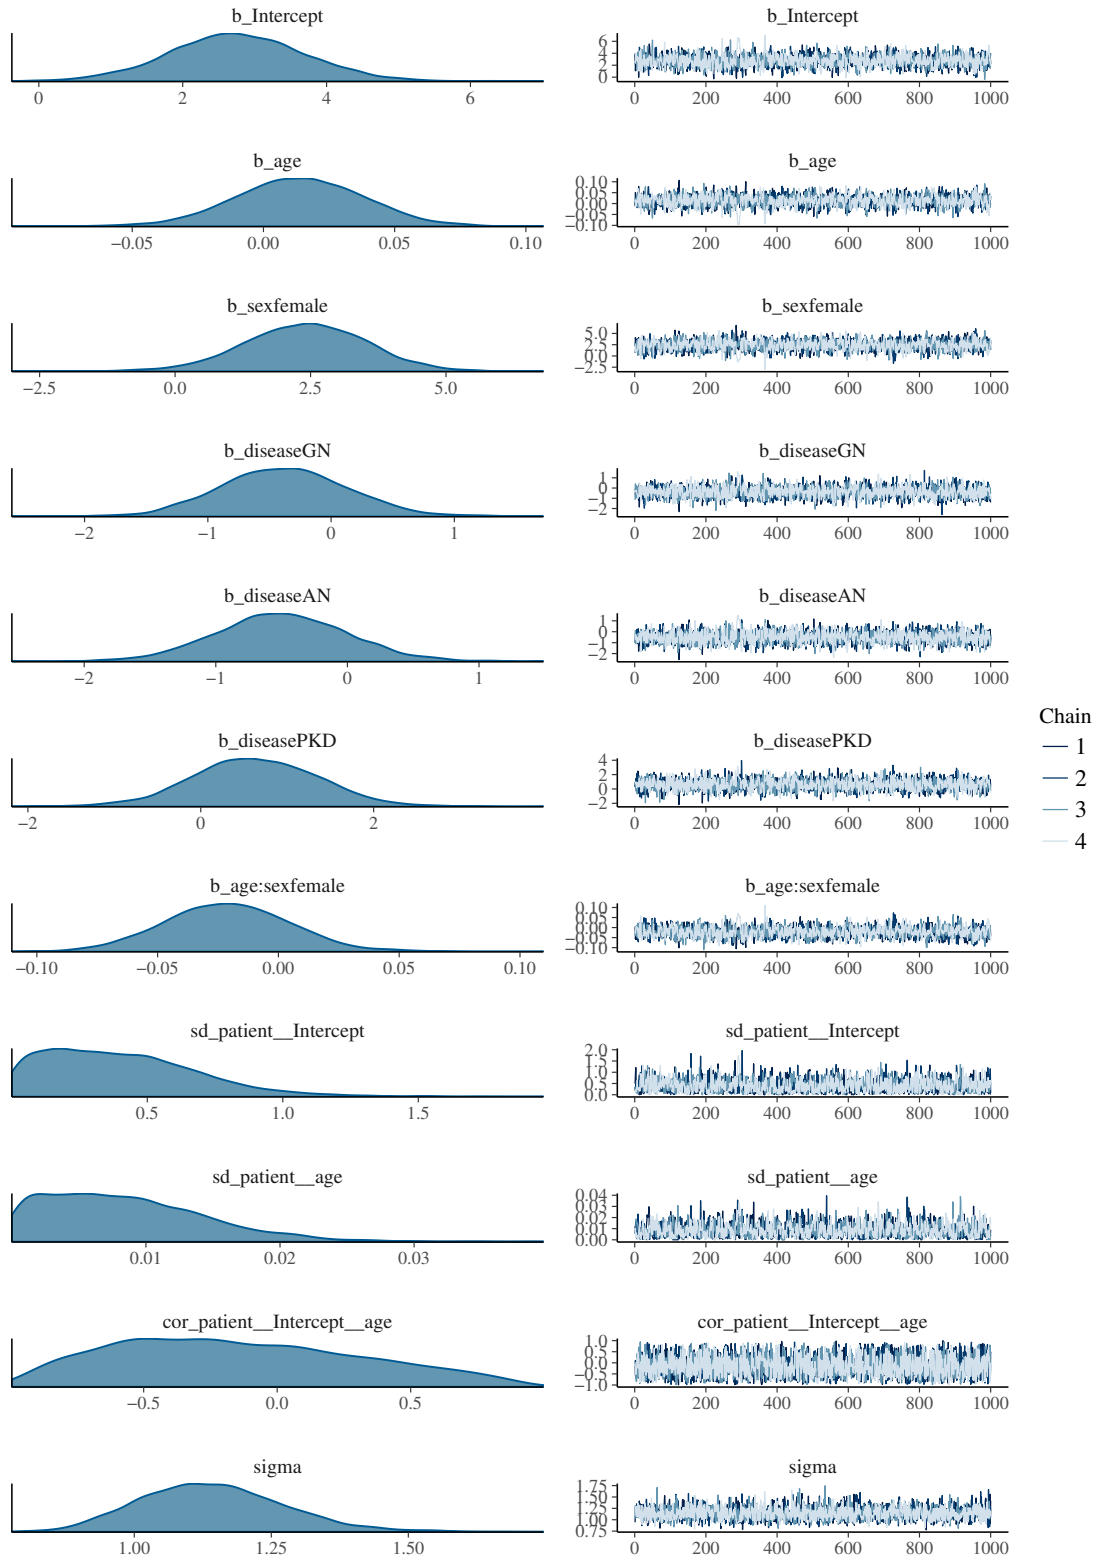 b_Intercept
0 2 4 6
b_Intercept
6
4
2
0
0 200 400 600 800 1000
b_age
−0.05 0.00 0.05 0.10
b_age
0.10
0.05
0.00
−0.05
−0.10
0 200 400 600 800 1000
b_sexfemale
−2.5 0.0 2.5 5.0
b_sexfemale
5.0
2.5
0.0
−2.5
0 200 400 600 800 1000
b_diseaseGN
−2 −1 0 1
b_diseaseGN
1
0
−1
−2
0 200 400 600 800 1000
b_diseaseAN
−2 −1 0 1
b_diseaseAN
1
0
−1
−2
0 200 400 600 800 1000
b_diseasePKD
−2 0 2
b_diseasePKD
4
2
0
−2
0 200 400 600 800 1000
b_age:sexfemale
−0.10 −0.05 0.00 0.05 0.10
b_age:sexfemale
0.10
0.05
0.00
−0.05
−0.10
0 200 400 600 800 1000
sd_patient__Intercept
0.5 1.0 1.5
sd_patient__Intercept
2.0
1.5
1.0
0.5
0.0
0 200 400 600 800 1000
sd_patient__age
0.01 0.02 0.03
sd_patient__age
0.04
0.03
0.02
0.01
0.00
0 200 400 600 800 1000
cor_patient__Intercept__age
−0.5 0.0 0.5
cor_patient__Intercept__age
1.0
0.5
0.0
−0.5
−1.0
0 200 400 600 800 1000
sigma
1.00 1.25 1.50
sigma
1.75
1.50
1.25
1.00
0.75
0 200 400 600 800 1000
Chain
1
2
3
4